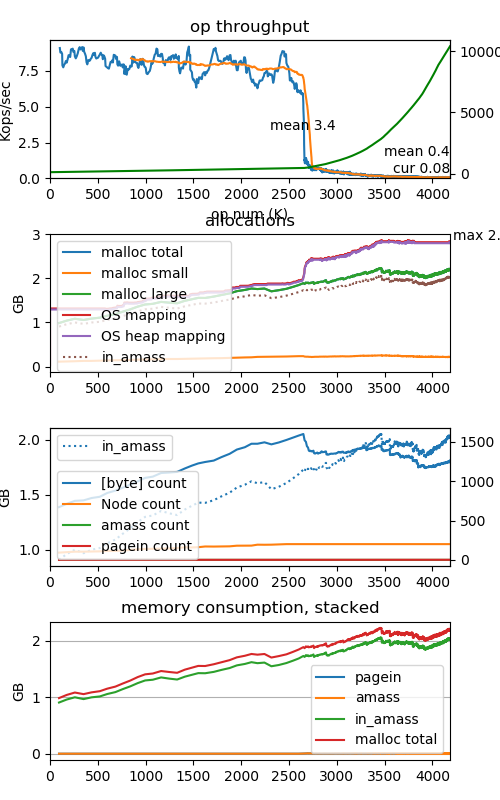 op throughput
Kops/sec
7.5
5.0
2.5
0.0
10000
5000
0
mean 3.4
mean 0.4
cur 0.08
0 500 1000 1500 2000 2500 3000 3500 4000
op num (K)
allocations
GB
3
2
1
0
max 2.
malloc total
malloc small
malloc large
OS mapping
OS heap mapping
in_amass
0 500 1000 1500 2000 2500 3000 3500 4000
GB
2.0
1.5
1.0
1500
1000
500
0
in_amass
[byte] count
Node count
amass count
pagein count
0 500 1000 1500 2000 2500 3000 3500 4000
memory consumption, stacked
GB
2
1
0
pagein
amass
in_amass
malloc total
0 500 1000 1500 2000 2500 3000 3500 4000